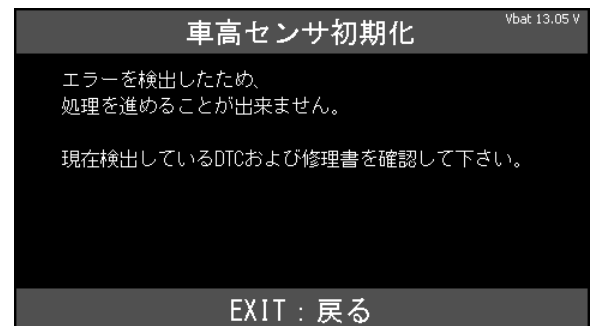 車高センサ初期化
Vbat 13.05 V
エラーを検出したため、
処理を進めることが出来ません。
現在検出しているDTCおよび修理書を確認して下さい。
EXIT：戻る